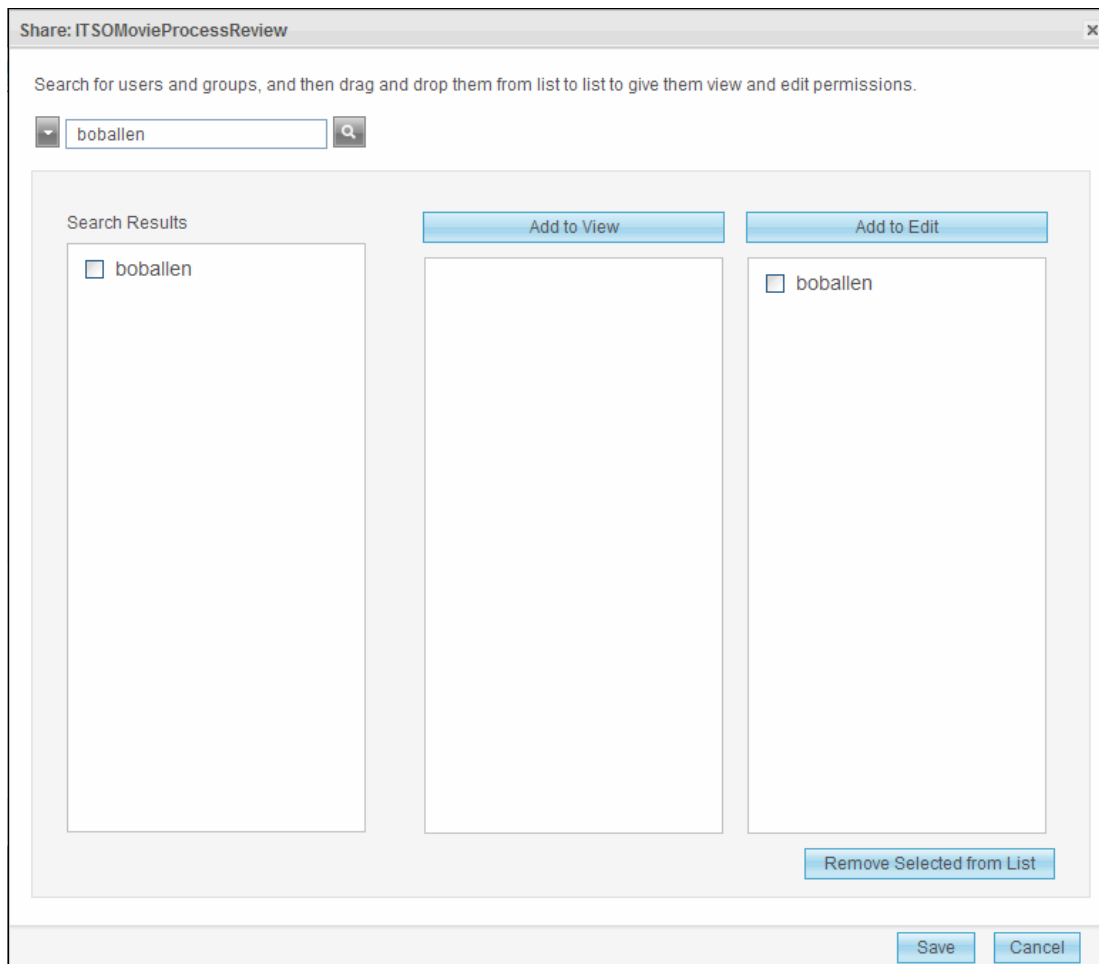 Share: ITSOMovieProcessReview
Search for users and groups, and then drag and drop them from list to list to give them view and edit permissions.
boballen
Search Results
Add to View
Add to Edit
boballen
boballen
Remove Selected from List
Save
Cancel